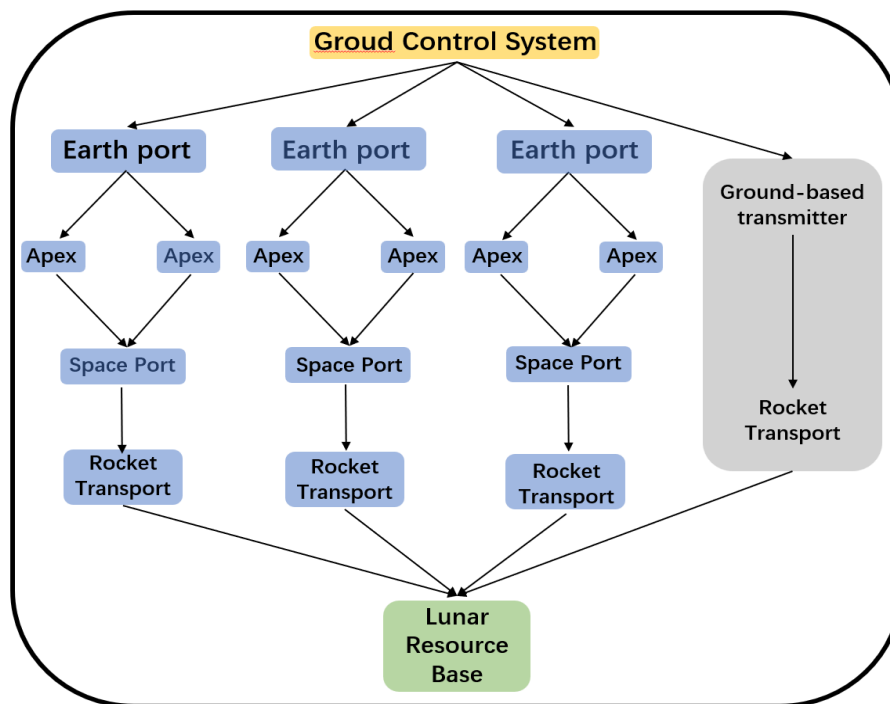 Groud Control System
Earth port
Earth port
Earth port
Ground-based
transmitter
Apex
Apex
Apex
Apex
Apex
Apex
Space Port
Space Port
Space Port
Rocket
Transport
Rocket
Transport
Rocket
Transport
Rocket
Transport
Lunar
Resource
Base